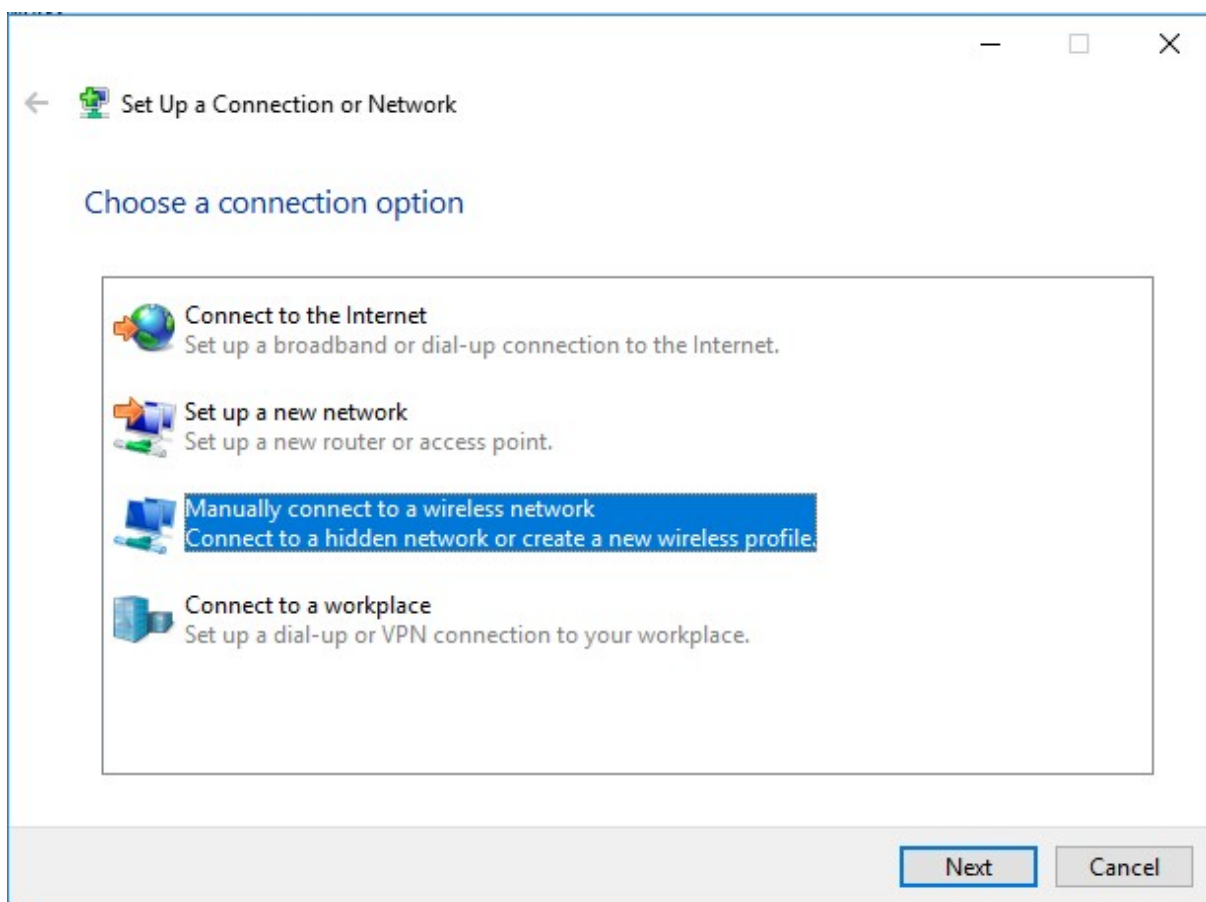 Set Up a Connection or Network
Choose a connection option
Connect to the Internet
Set up a broadband or dial-up connection to the Internet.
Set up a new network
Set up a new router or access point.
Manually connect to a wireless network
Connect to a hidden network or create a new wireless profile.
Connect to a workplace
Set up a dial-up or VPN connection to your workplace.
Next
Cancel